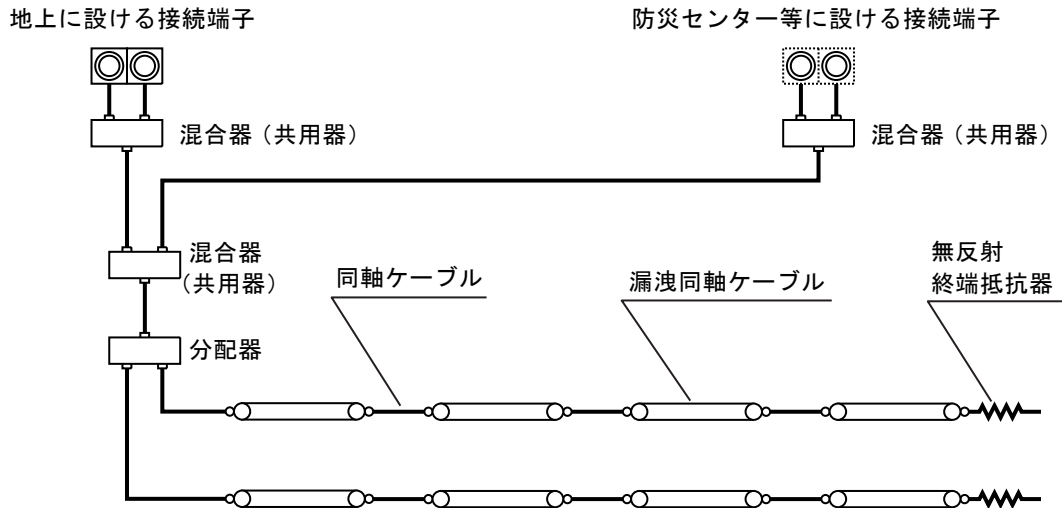 地上に設ける接続端子
防災センター等に設ける接続端子
混合器（共用器）
混合器（共用器）
混合器
（共用器）
同軸ケーブル
漏洩同軸ケーブル
無反射
終端抵抗器
分配器